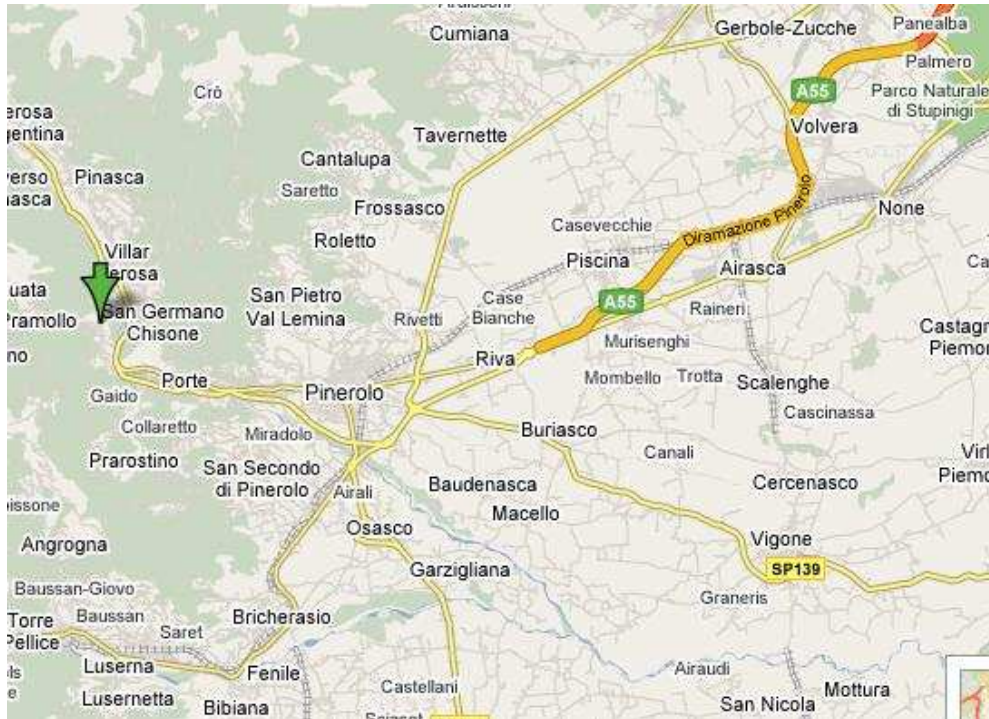 Cumiana
Gerbole-Zucche
Panealba
Palmero
Crò
A55
Parco Naturale
di Stupinigi
Tavernette
Volvera
Cantalupa
Pinasca
Saretto
Frossasco
None
Diramazione Pinerolo
Casevecchie
Roletto
Villar
Piscina
Airasca
San Pietro
Val Lemina
Case
Bianche
A55
Raineri
Pramollo
San Germano
Chisone
Rivetti
Murisenghi
Riva
Porte
Pinerolo
Mombello
Trotta
Scalenghe
Gaido
Cascinassa
Collaretto
Miradolo
Buriasco
Prarostino
San Secondo
di Pinerolo
Canali
Airali
Baudenasca
Cercenasco
Macello
Osasco
Angrogna
Vigone
Garzigliana
SP139
Baussan-Giovo
Graneris
Torre
Pellice
Baussan
Saret
Bricherasio
Luserna
Fenile
Airaudi
Castellani
Lusernetta
Bibiana
Mottura
San Nicola